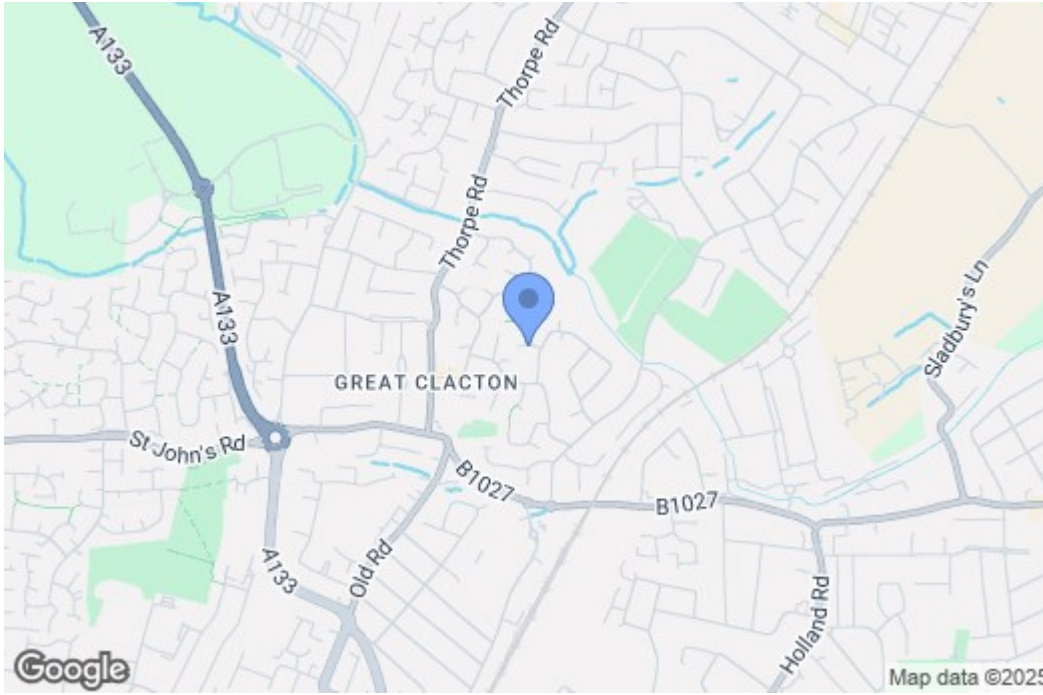 A133
Thorpe Rd
Thorpe Rd
A133
Sladbury's Ln
GREAT CLACTON
St John's Rd
B1027
B1027
A133
Old Rd
Holland Rd
Google
Map data ©2025